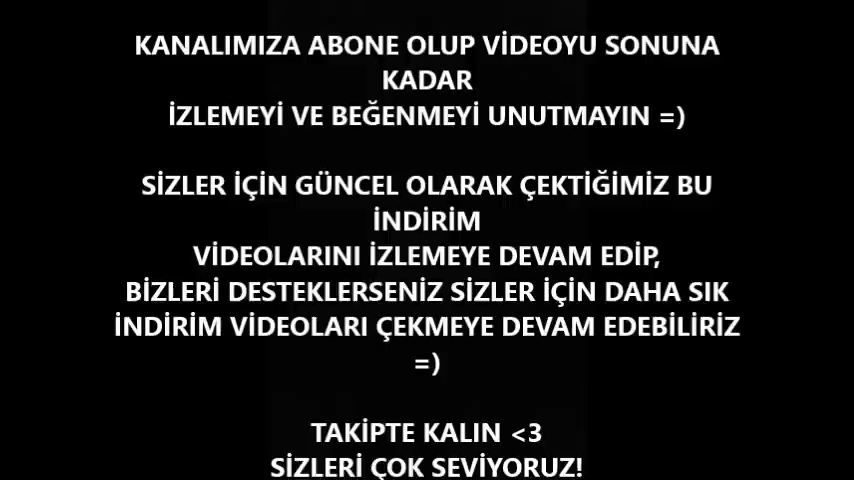 KANALIMIZA ABONE OLUP VİDEOYU SONUNA
KADAR
İZLEMEYİ VE BEĞENMEYİ UNUTMAYIN =)
SİZLER İÇİN GÜNCEL OLARAK ÇEKTİĞİMİZ BU
İNDİRİM
VİDEOLARINI İZLEMEYE DEVAM EDİP,
BİZLERİ DESTEKLERSENİZ SİZLER İÇİN DAHA SIK
İNDİRİM VİDEOLARI ÇEKMEYE DEVAM EDEBİLİRİZ
=)
TAKİPTE KALIN <3
SİZLERİ ÇOK SEVİYORUZ!